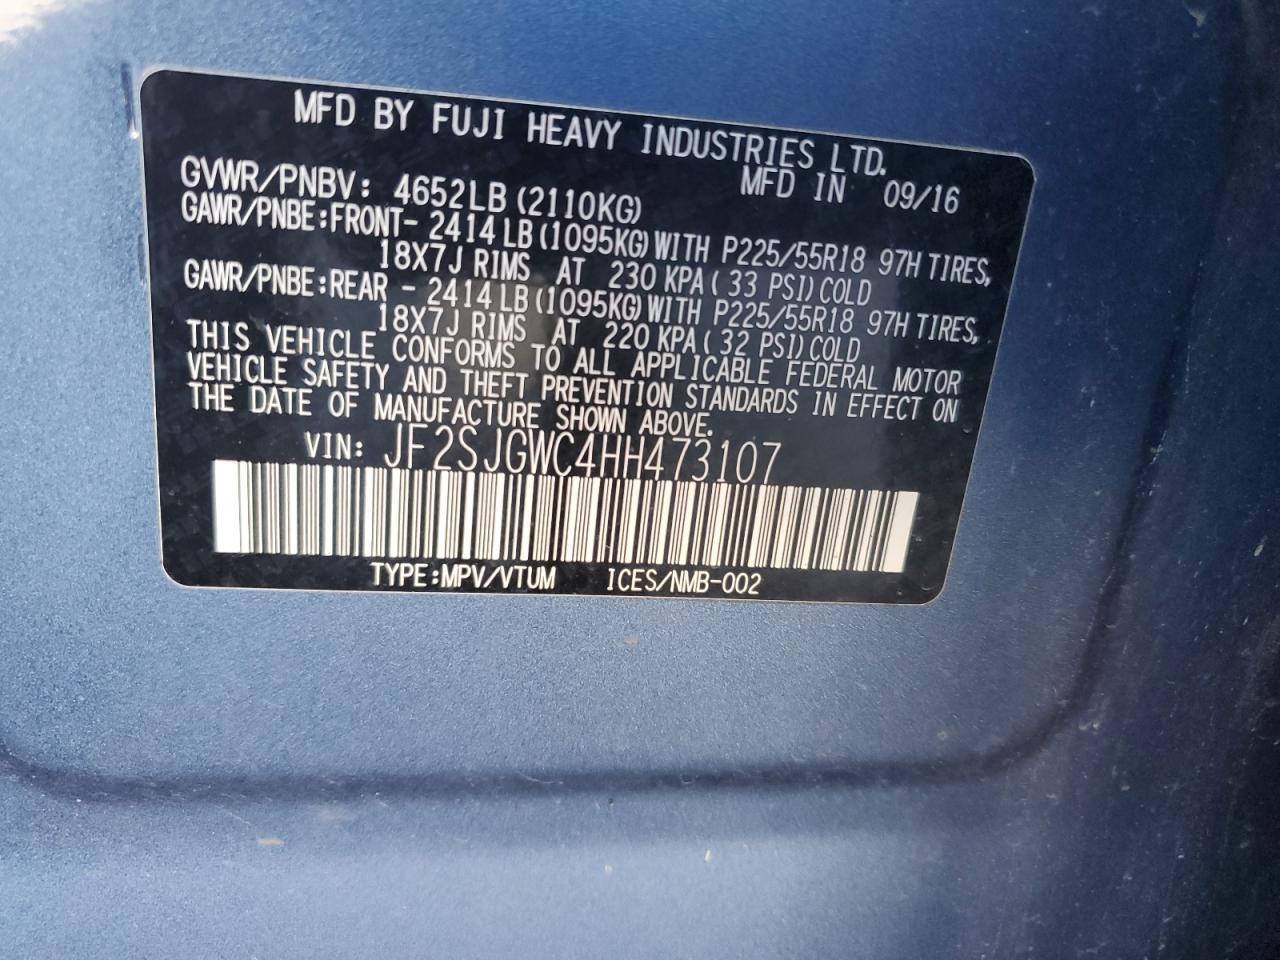 MFD BY FUJI HEAVY INDUSTRIES LTD.
MFD IN 09/16
GVWR/PNBV: 4652LB (2110KG)
GAWR/PNBE:FRONT- 2414LB (1095KG) WITH P225/55R18 97H TIRES,
18X7J RIMS AT 230 KPA( 33 PSI) COLD
GAWR/PNBE:REAR - 2414LB (1095KG) WITH P225/55R18 97H TIRES,
18X7J RIMS AT 220 KPA( 32 PSI) COLD
THIS VEHICLE CONFORMS TO ALL APPLICABLE FEDERAL MOTOR
VEHICLE SAFETY AND THEFT PREVENTION STANDARDS IN EFFECT ON
THE DATE OF MANUFACTURE SHOWN ABOVE.
VIN: JF2SJGWC4HH473107
TYPE:MPV/VTUM ICES/NMB-002